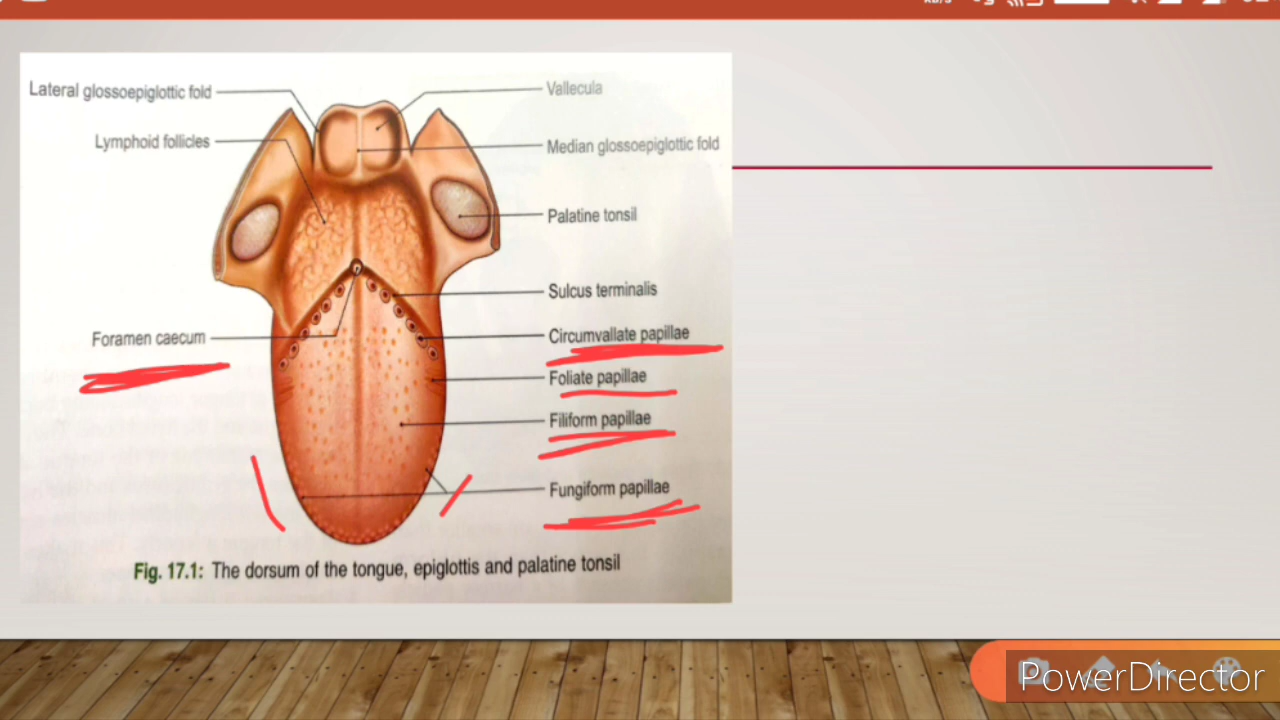 Lateral glossoepiglottic fold
Vallecula
Lymphoid follicles
Median glossoepiglottic fold
Palatine tonsil
Sulcus terminalis
Foramen caecum
Circumvallate papillae
Foliate papillae
Filiform papillae
Fungiform papillae
Fig. 17.1: The dorsum of the tongue, epiglottis and palatine tonsil
PowerDirector